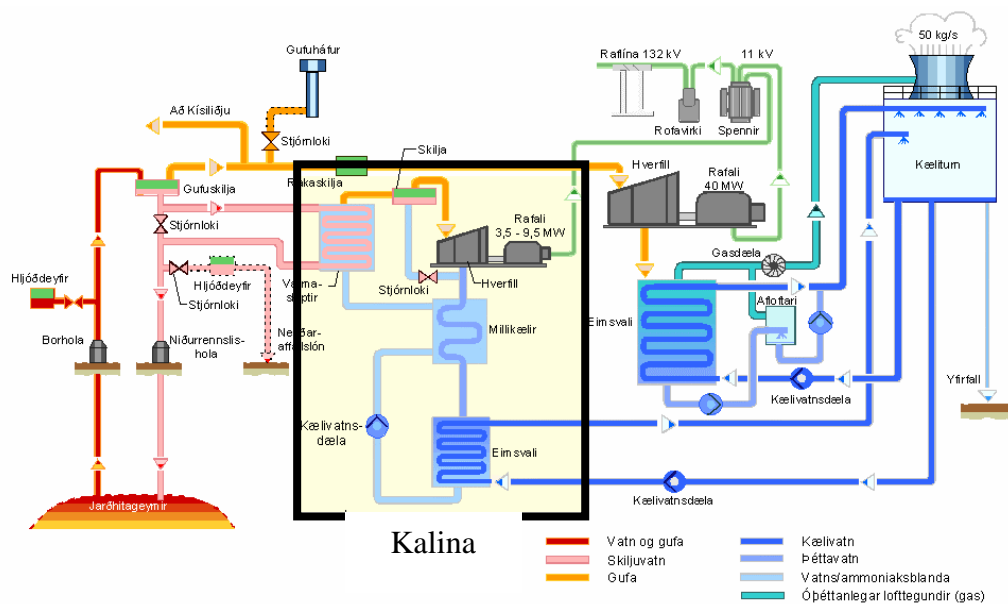 50 kg/s
Gufuháfur
Raflína 132 kV
11 kV
Að Kísiliðju
Rofavirki
Spennir
Stjórnloki
Skilja
Kæliturn
Hverfill
Rafali
40 MW
Gufuskilja
Rakaskilja
Stjórnloki
Rafali
3,5 - 9,5 MW
Gasdæla
Hljóðdeyfir
Hljóðdeyfir
Stjórnloki
Varma-
skiptir
Stjórnloki
Hverfill
Afloftari
Millikælir
Eimsvali
Borhola
Niðurrennslis-
hola
Neyðar-
affallslón
Yfirfall
Kælivatnsdæla
Kælivatns-
dæla
Eimsvali
Kælivatnsdæla
Jarðhitageymir
Kalina
Vatn og gufa
Skiljuvatn
Gufa
Kælivatn
Þéttavatn
Vatns/ammoniaksblanda
Óþéttanlegar lofttegundir (gas)